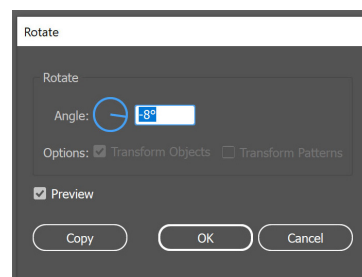 Rotate
Rotate
Angle: -8°
Options: Transform Objects Transform Patterns
Preview
Copy OK Cancel